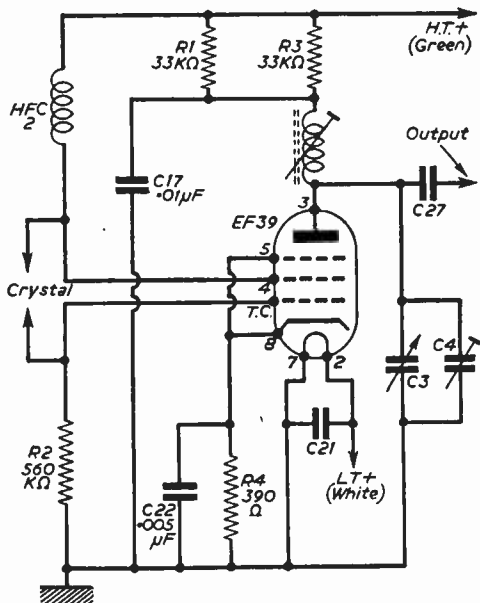 H.T.+
(Green)
R1
33KΩ
R3
33KΩ
HFC
2
Output
C17
·01µF
C27
3
EF39
5
4
T.C.
8
7
2
Crystal
C3
C4
C21
R2
560
KΩ
LT+
(White)
C22
·005
µF
R4
390
Ω